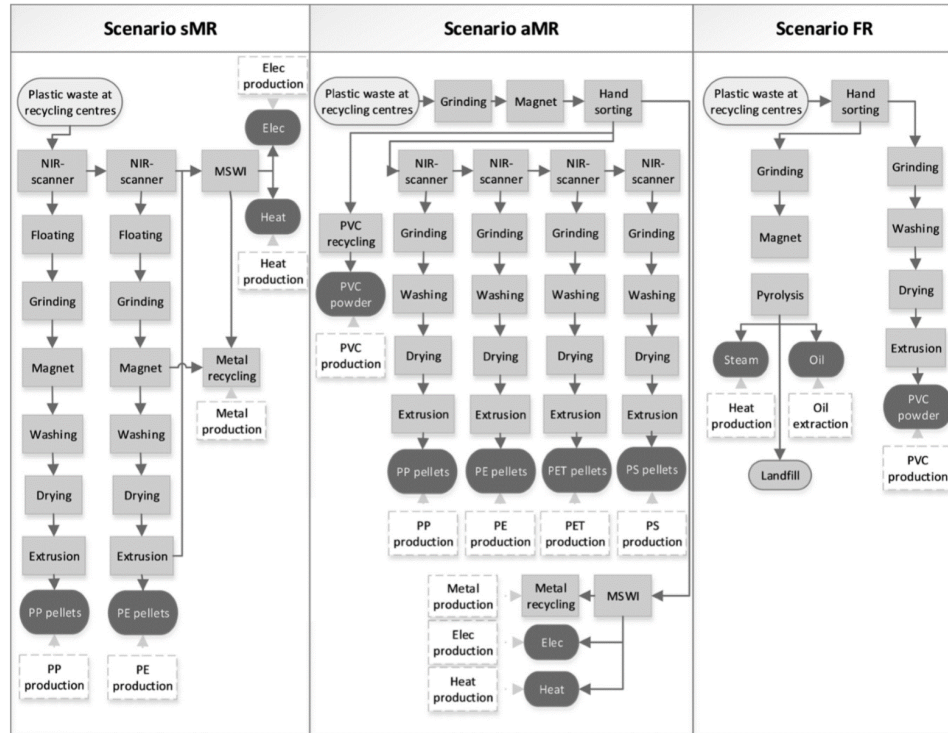 Scenario sMR
Elec
production
Plastic waste at
recycling centres
Elec
NIR-
scanner
NIR-
scanner
MSWI
Heat
Floating
Floating
Heat
production
Grinding
Grinding
Magnet
Magnet
Metal
recycling
Metal
production
Washing
Washing
Drying
Drying
Extrusion
Extrusion
PP pellets
PE pellets
PP
production
PE
production
Scenario aMR
Plastic waste at
recycling centres
Grinding
Magnet
Hand
sorting
NIR-
scanner
NIR-
scanner
NIR-
scanner
NIR-
scanner
PVC
recycling
Grinding
Grinding
Grinding
Grinding
PVC
powder
Washing
Washing
Washing
Washing
PVC
production
Drying
Drying
Drying
Drying
Extrusion
Extrusion
Extrusion
Extrusion
PP pellets
PE pellets
PET pellets
PS pellets
PP
production
PE
production
PET
production
PS
production
Metal
production
Metal
recycling
MSWI
Elec
production
Elec
Heat
production
Heat
Scenario FR
Plastic waste at
recycling centres
Hand
sorting
Grinding
Grinding
Magnet
Washing
Pyrolysis
Drying
Steam
Oil
Extrusion
Heat
production
Oil
extraction
PVC
powder
Landfill
PVC
production